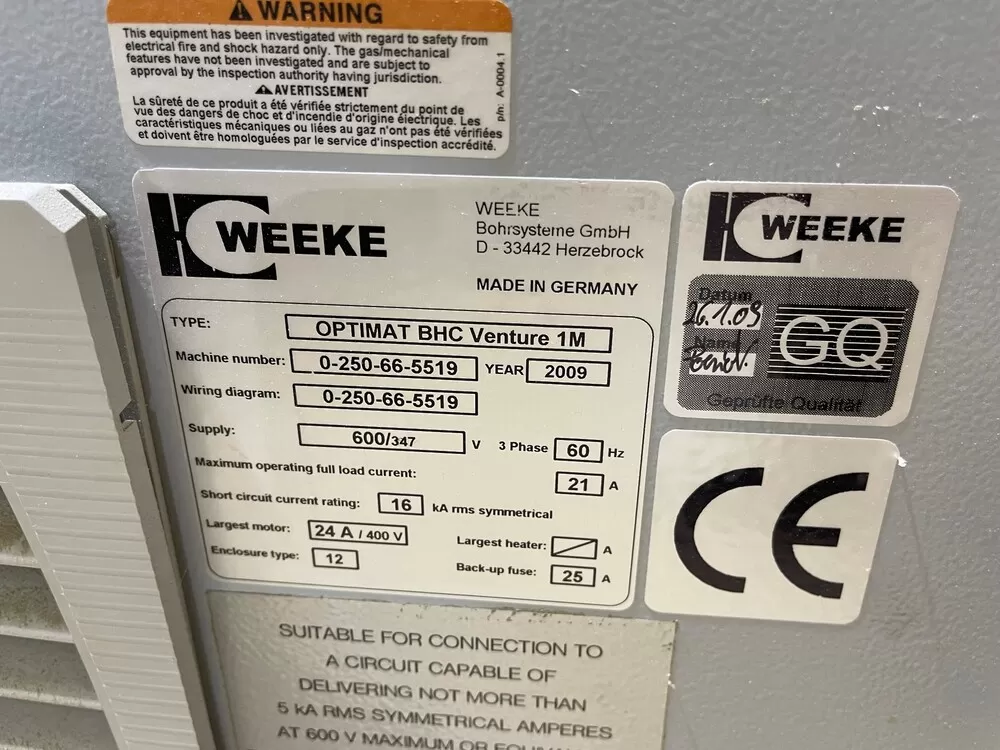 WARNING
This equipment has been investigated with regard to safety from
electrical fire and shock hazard only. The gas/mechanical
features have not been investigated and are subject to
approval by the inspection authority having jurisdiction.
AVERTISSEMENT
La sûreté de ce produit a été vérifiée strictement du point de
vue des dangers de choc et d'incendie d'origine électrique. Les
caractéristiques mécaniques ou liées au gaz n'ont pas été vérifiées
et doivent être homologuées par le service d'inspection accrédité.
p/n: A-0004.1
WEEKE
WEEKE
Bohrsysteme GmbH
D - 33442 Herzebrock
MADE IN GERMANY
TYPE: OPTIMAT BHC Venture 1M
Machine number: 0-250-66-5519 YEAR 2009
Wiring diagram: 0-250-66-5519
Supply: 600/347 V 3 Phase 60 Hz
Maximum operating full load current: 21 A
Short circuit current rating: 16 kA rms symmetrical
Largest motor: 24 A / 400 V Largest heater: A
Enclosure type: 12 Back-up fuse: 25 A
WEEKE
Datum
26.1.09
Name
GQ
Geprüfte Qualität
CE
SUITABLE FOR CONNECTION TO
A CIRCUIT CAPABLE OF
DELIVERING NOT MORE THAN
5 kA RMS SYMMETRICAL AMPERES
AT 600 V MAXIMUM OR